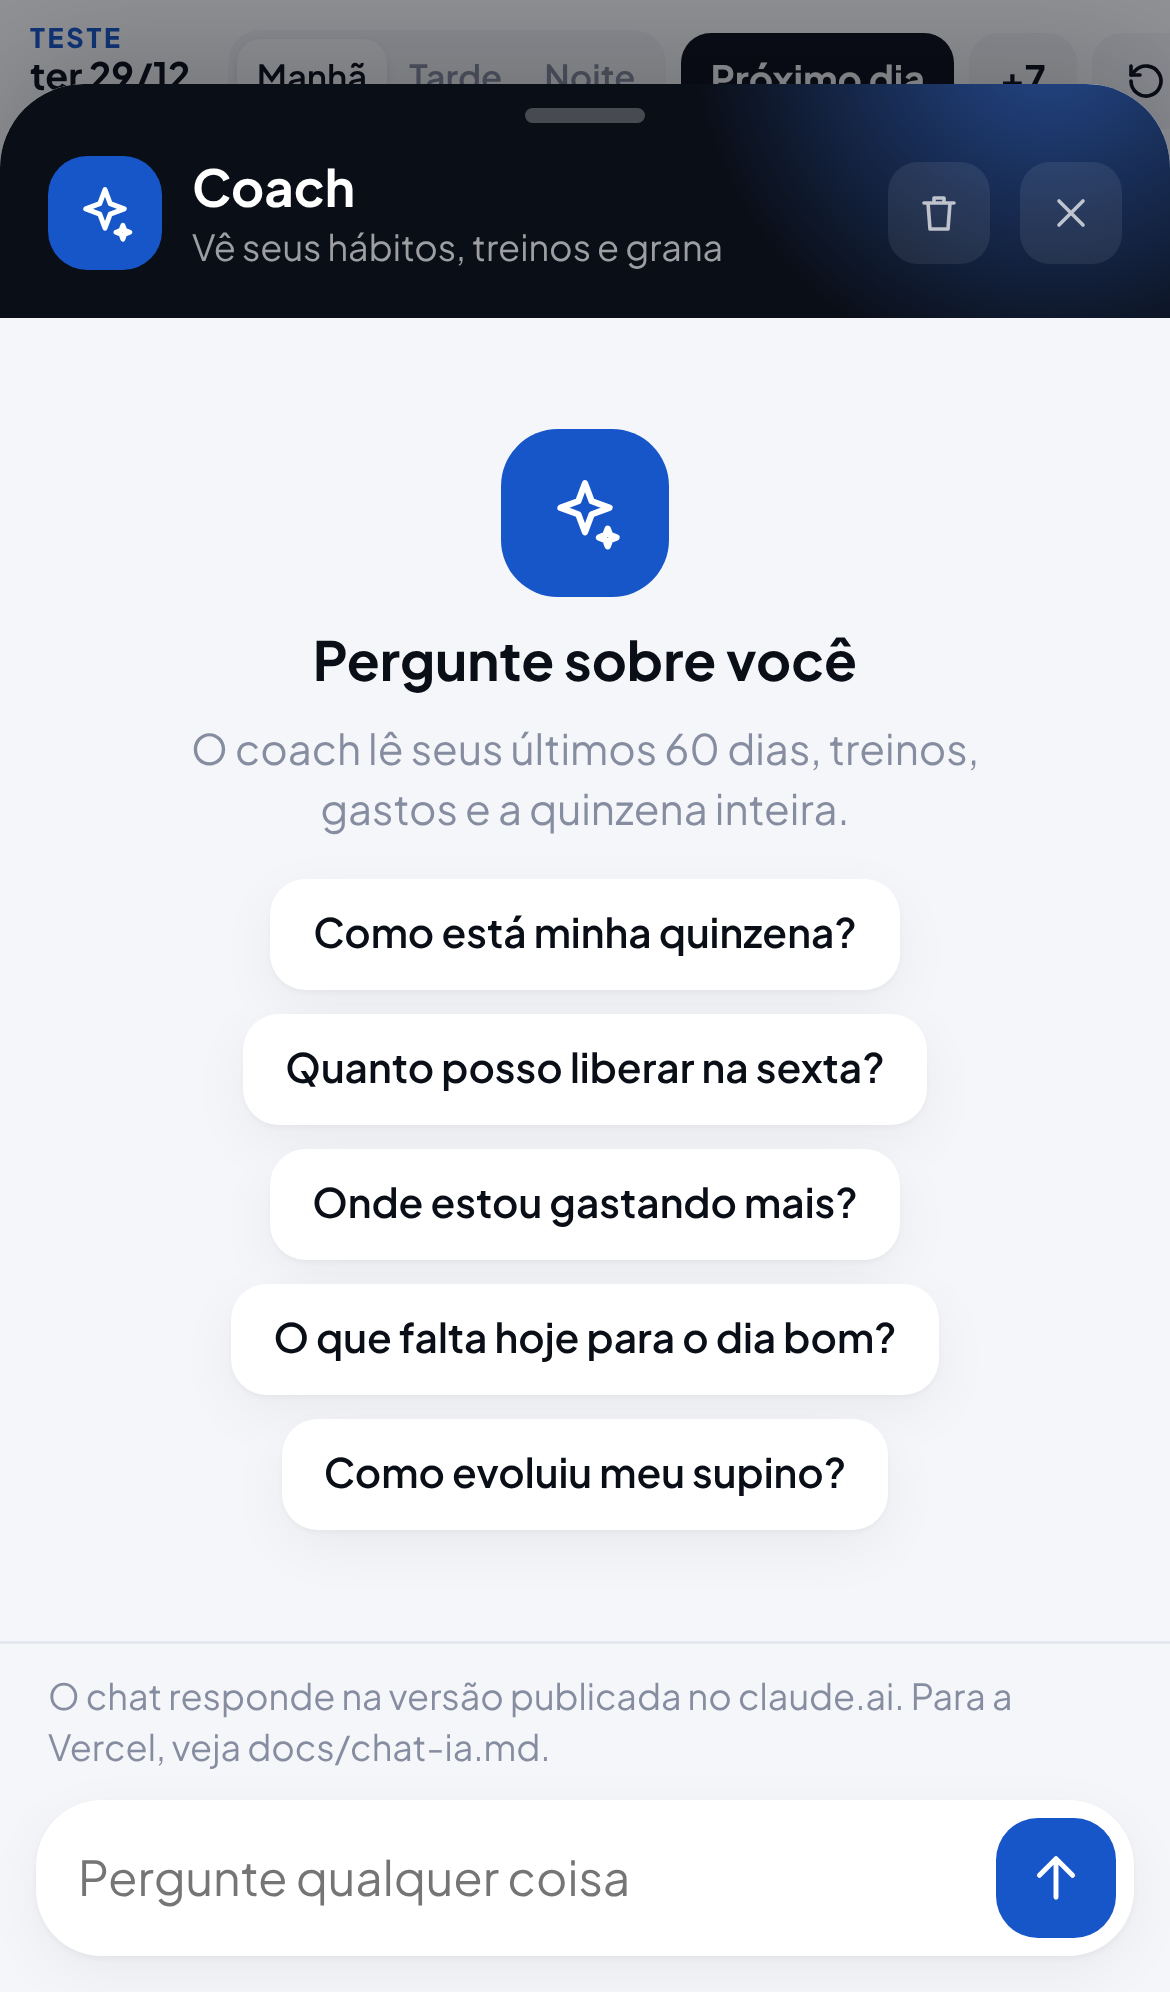 TESTE
ter 29/12
Manhã Tarde Noite Próximo dia +7
Coach
Vê seus hábitos, treinos e grana
Pergunte sobre você
O coach lê seus últimos 60 dias, treinos,
gastos e a quinzena inteira.
Como está minha quinzena?
Quanto posso liberar na sexta?
Onde estou gastando mais?
O que falta hoje para o dia bom?
Como evoluiu meu supino?
O chat responde na versão publicada no claude.ai. Para a
Vercel, veja docs/chat-ia.md.
Pergunte qualquer coisa